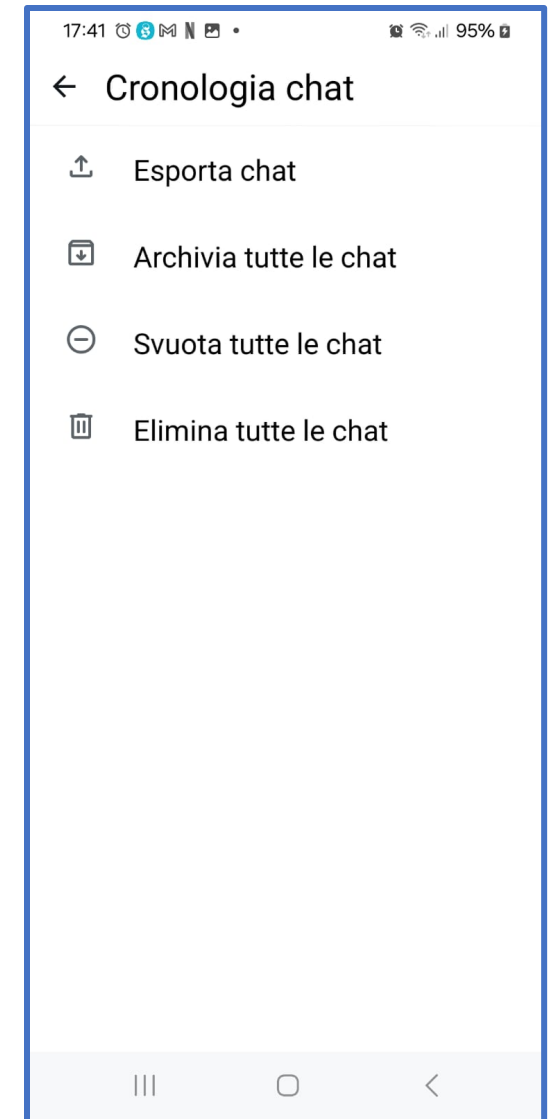 17:41 95%
Cronologia chat
Esporta chat
Archivia tutte le chat
Svuota tutte le chat
Elimina tutte le chat